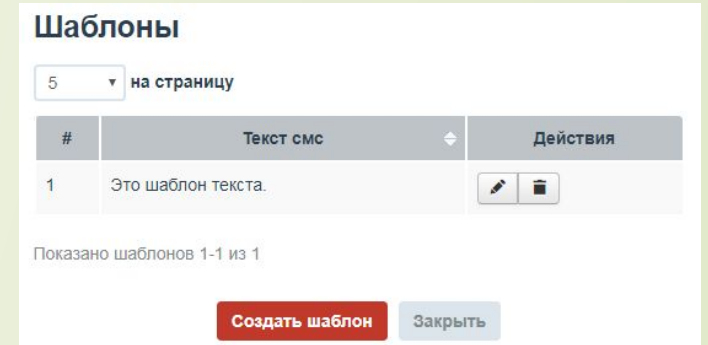 Шаблоны
5 на страницу
# Текст смс Действия
1 Это шаблон текста.
Показано шаблонов 1-1 из 1
Создать шаблон Закрыть